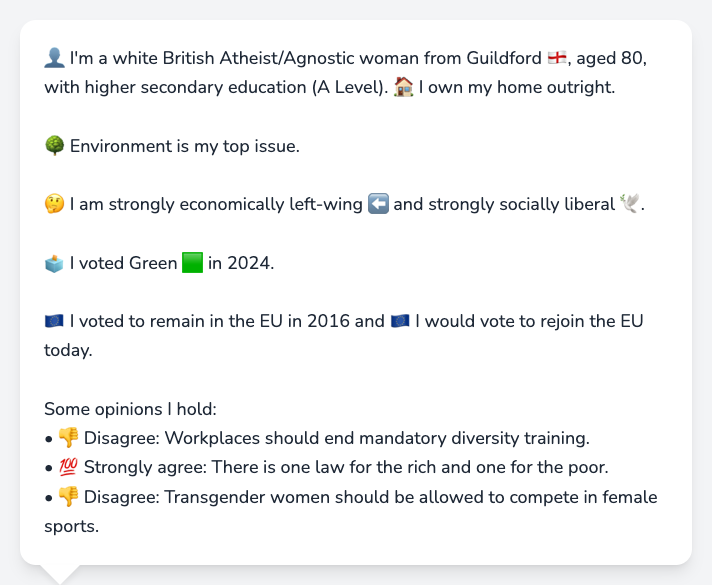 👤 I'm a white British Atheist/Agnostic woman from Guildford 🏴󠁧󠁢󠁥󠁮󠁧󠁿, aged 80,
with higher secondary education (A Level). 🏠 I own my home outright.
🌳 Environment is my top issue.
🤔 I am strongly economically left-wing ⬅️ and strongly socially liberal 🕊️.
🗳️ I voted Green 🟩 in 2024.
🇪🇺 I voted to remain in the EU in 2016 and 🇪🇺 I would vote to rejoin the EU
today.
Some opinions I hold:
• 👎 Disagree: Workplaces should end mandatory diversity training.
• 💯 Strongly agree: There is one law for the rich and one for the poor.
• 👎 Disagree: Transgender women should be allowed to compete in female
sports.